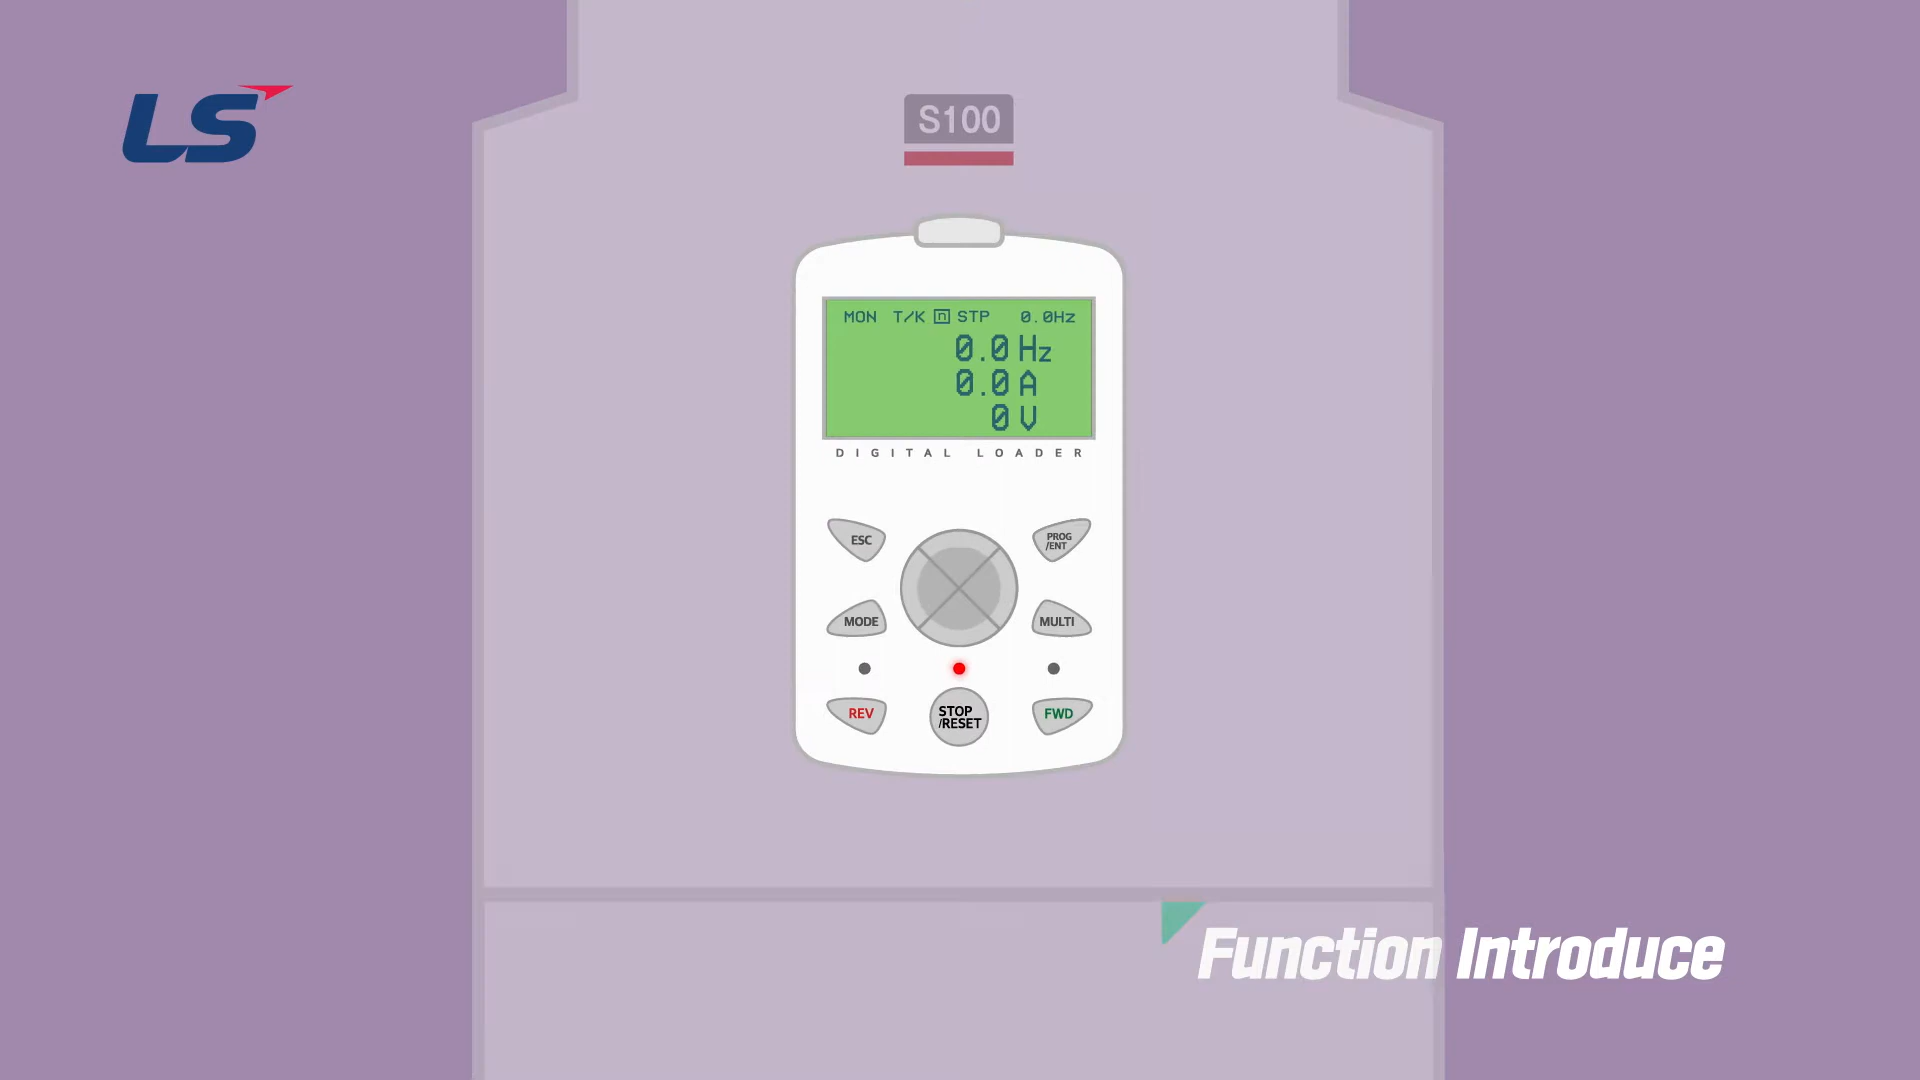 LS
S100
MON T/K n STP 0.0Hz
0.0 Hz
0.0 A
0 V
DIGITAL LOADER
ESC
PROG
/ENT
MODE
MULTI
REV
STOP
/RESET
FWD
Function Introduce